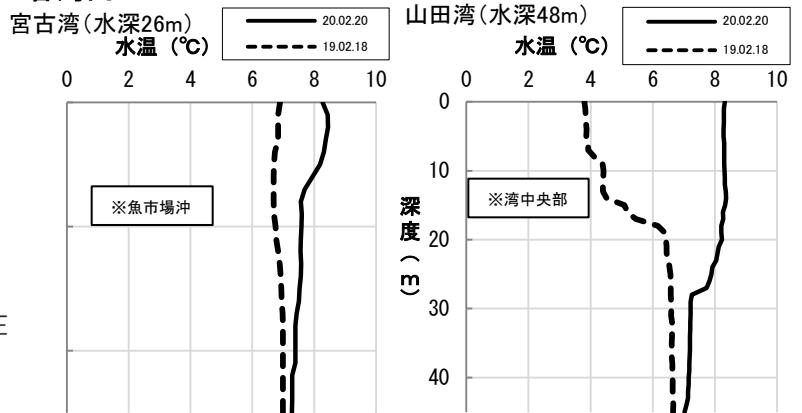 宮古湾(水深26m)
20.02.20
19.02.18
水温 (℃)
0 2 4 6 8 10
※魚市場沖
山田湾(水深48m)
20.02.20
19.02.18
水温 (℃)
0 2 4 6 8 10
0
10
20
30
40
深度(m)
※湾中央部